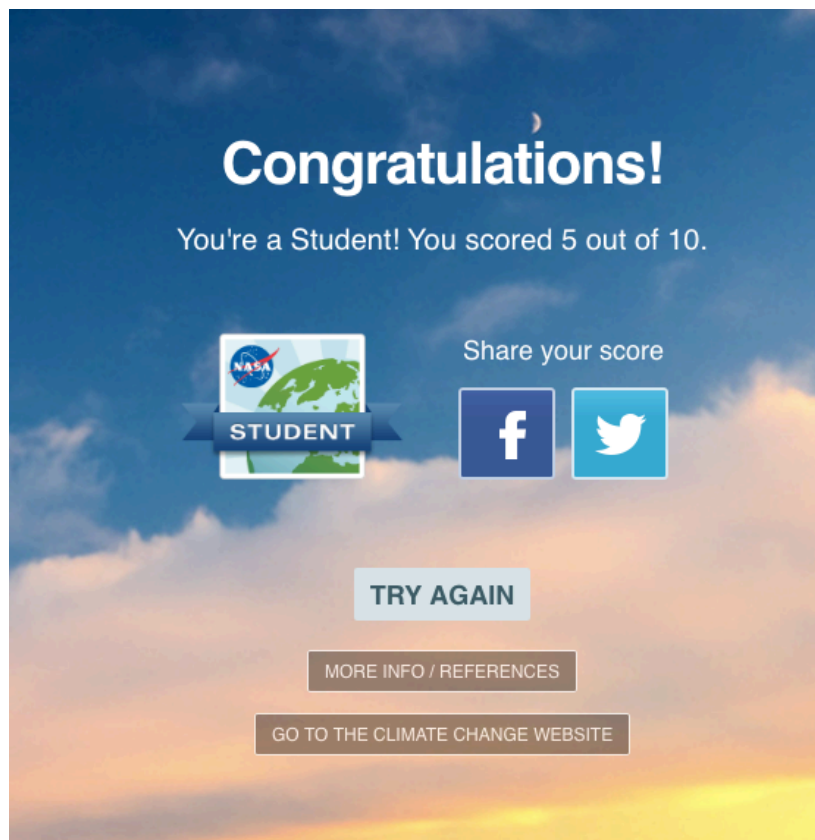 Congratulations!
You're a Student! You scored 5 out of 10.
NASA
STUDENT
Share your score
TRY AGAIN
MORE INFO / REFERENCES
GO TO THE CLIMATE CHANGE WEBSITE